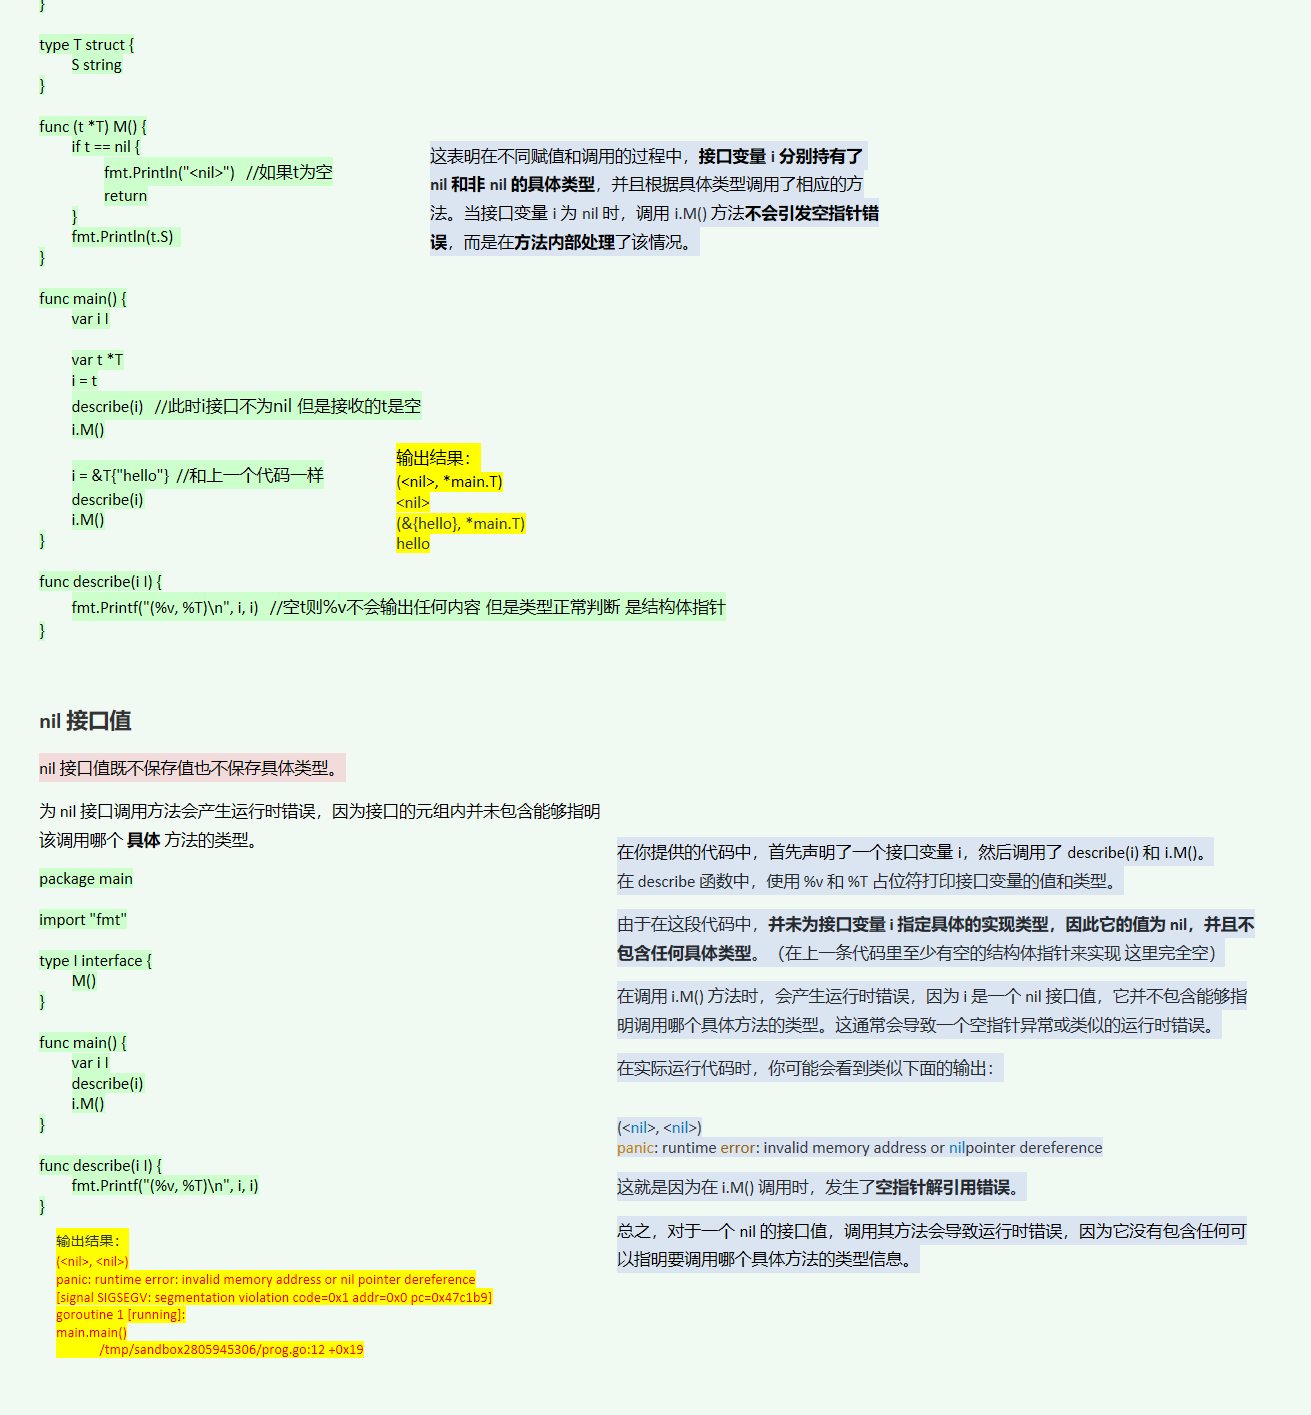 }
type T struct {
S string
}
func (t *T) M() {
if t == nil {
fmt.Println("<nil>")   //如果t为空
return
}
fmt.Println(t.S)
}
这表明在不同赋值和调用的过程中，接口变量 i 分别持有了
nil 和非 nil 的具体类型，并且根据具体类型调用了相应的方
法。当接口变量 i 为 nil 时，调用 i.M() 方法不会引发空指针错
误，而是在方法内部处理了该情况。
func main() {
var i I
var t *T
i = t
describe(i)   //此时i接口不为nil 但是接收的t是空
i.M()
i = &T{"hello"}  //和上一个代码一样
describe(i)
i.M()
}
输出结果：
(<nil>, *main.T)
<nil>
(&{hello}, *main.T)
hello
func describe(i I) {
fmt.Printf("(%v, %T)\n", i, i)   //空t则%v不会输出任何内容 但是类型正常判断 是结构体指针
}
nil 接口值
nil 接口值既不保存值也不保存具体类型。
为 nil 接口调用方法会产生运行时错误，因为接口的元组内并未包含能够指明
该调用哪个 具体 方法的类型。
package main
import "fmt"
type I interface {
M()
}
func main() {
var i I
describe(i)
i.M()
}
func describe(i I) {
fmt.Printf("(%v, %T)\n", i, i)
}
输出结果：
(<nil>, <nil>)
panic: runtime error: invalid memory address or nil pointer dereference
[signal SIGSEGV: segmentation violation code=0x1 addr=0x0 pc=0x47c1b9]
goroutine 1 [running]:
main.main()
/tmp/sandbox2805945306/prog.go:12 +0x19
在你提供的代码中，首先声明了一个接口变量 i，然后调用了 describe(i) 和 i.M()。
在 describe 函数中，使用 %v 和 %T 占位符打印接口变量的值和类型。
由于在这段代码中，并未为接口变量 i 指定具体的实现类型，因此它的值为 nil，并且不
包含任何具体类型。（在上一条代码里至少有空的结构体指针来实现 这里完全空）
在调用 i.M() 方法时，会产生运行时错误，因为 i 是一个 nil 接口值，它并不包含能够指
明调用哪个具体方法的类型。这通常会导致一个空指针异常或类似的运行时错误。
在实际运行代码时，你可能会看到类似下面的输出：
(<nil>, <nil>)
panic: runtime error: invalid memory address or nilpointer dereference
这就是因为在 i.M() 调用时，发生了空指针解引用错误。
总之，对于一个 nil 的接口值，调用其方法会导致运行时错误，因为它没有包含任何可
以指明要调用哪个具体方法的类型信息。